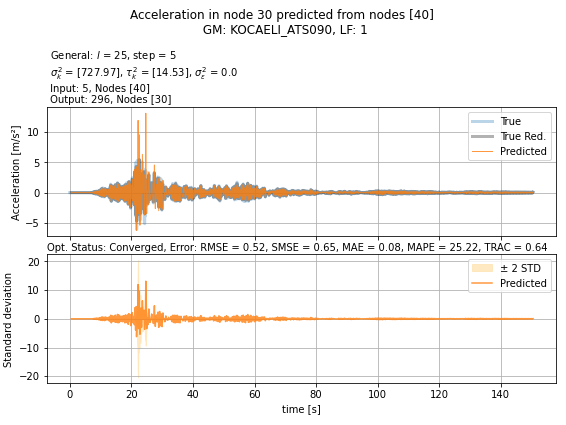 Acceleration in node 30 predicted from nodes [40]
GM: KOCAELI_ATS090, LF: 1
General: l = 25, step = 5
σ²_k = [727.97], τ²_k = [14.53], σ²_ε = 0.0
Input: 5, Nodes [40]
Output: 296, Nodes [30]
Acceleration [m/s²]
10
5
0
−5
True
True Red.
Predicted
Opt. Status: Converged, Error: RMSE = 0.52, SMSE = 0.65, MAE = 0.08, MAPE = 25.22, TRAC = 0.64
Standard deviation
20
10
0
−10
−20
± 2 STD
Predicted
0 20 40 60 80 100 120 140
time [s]